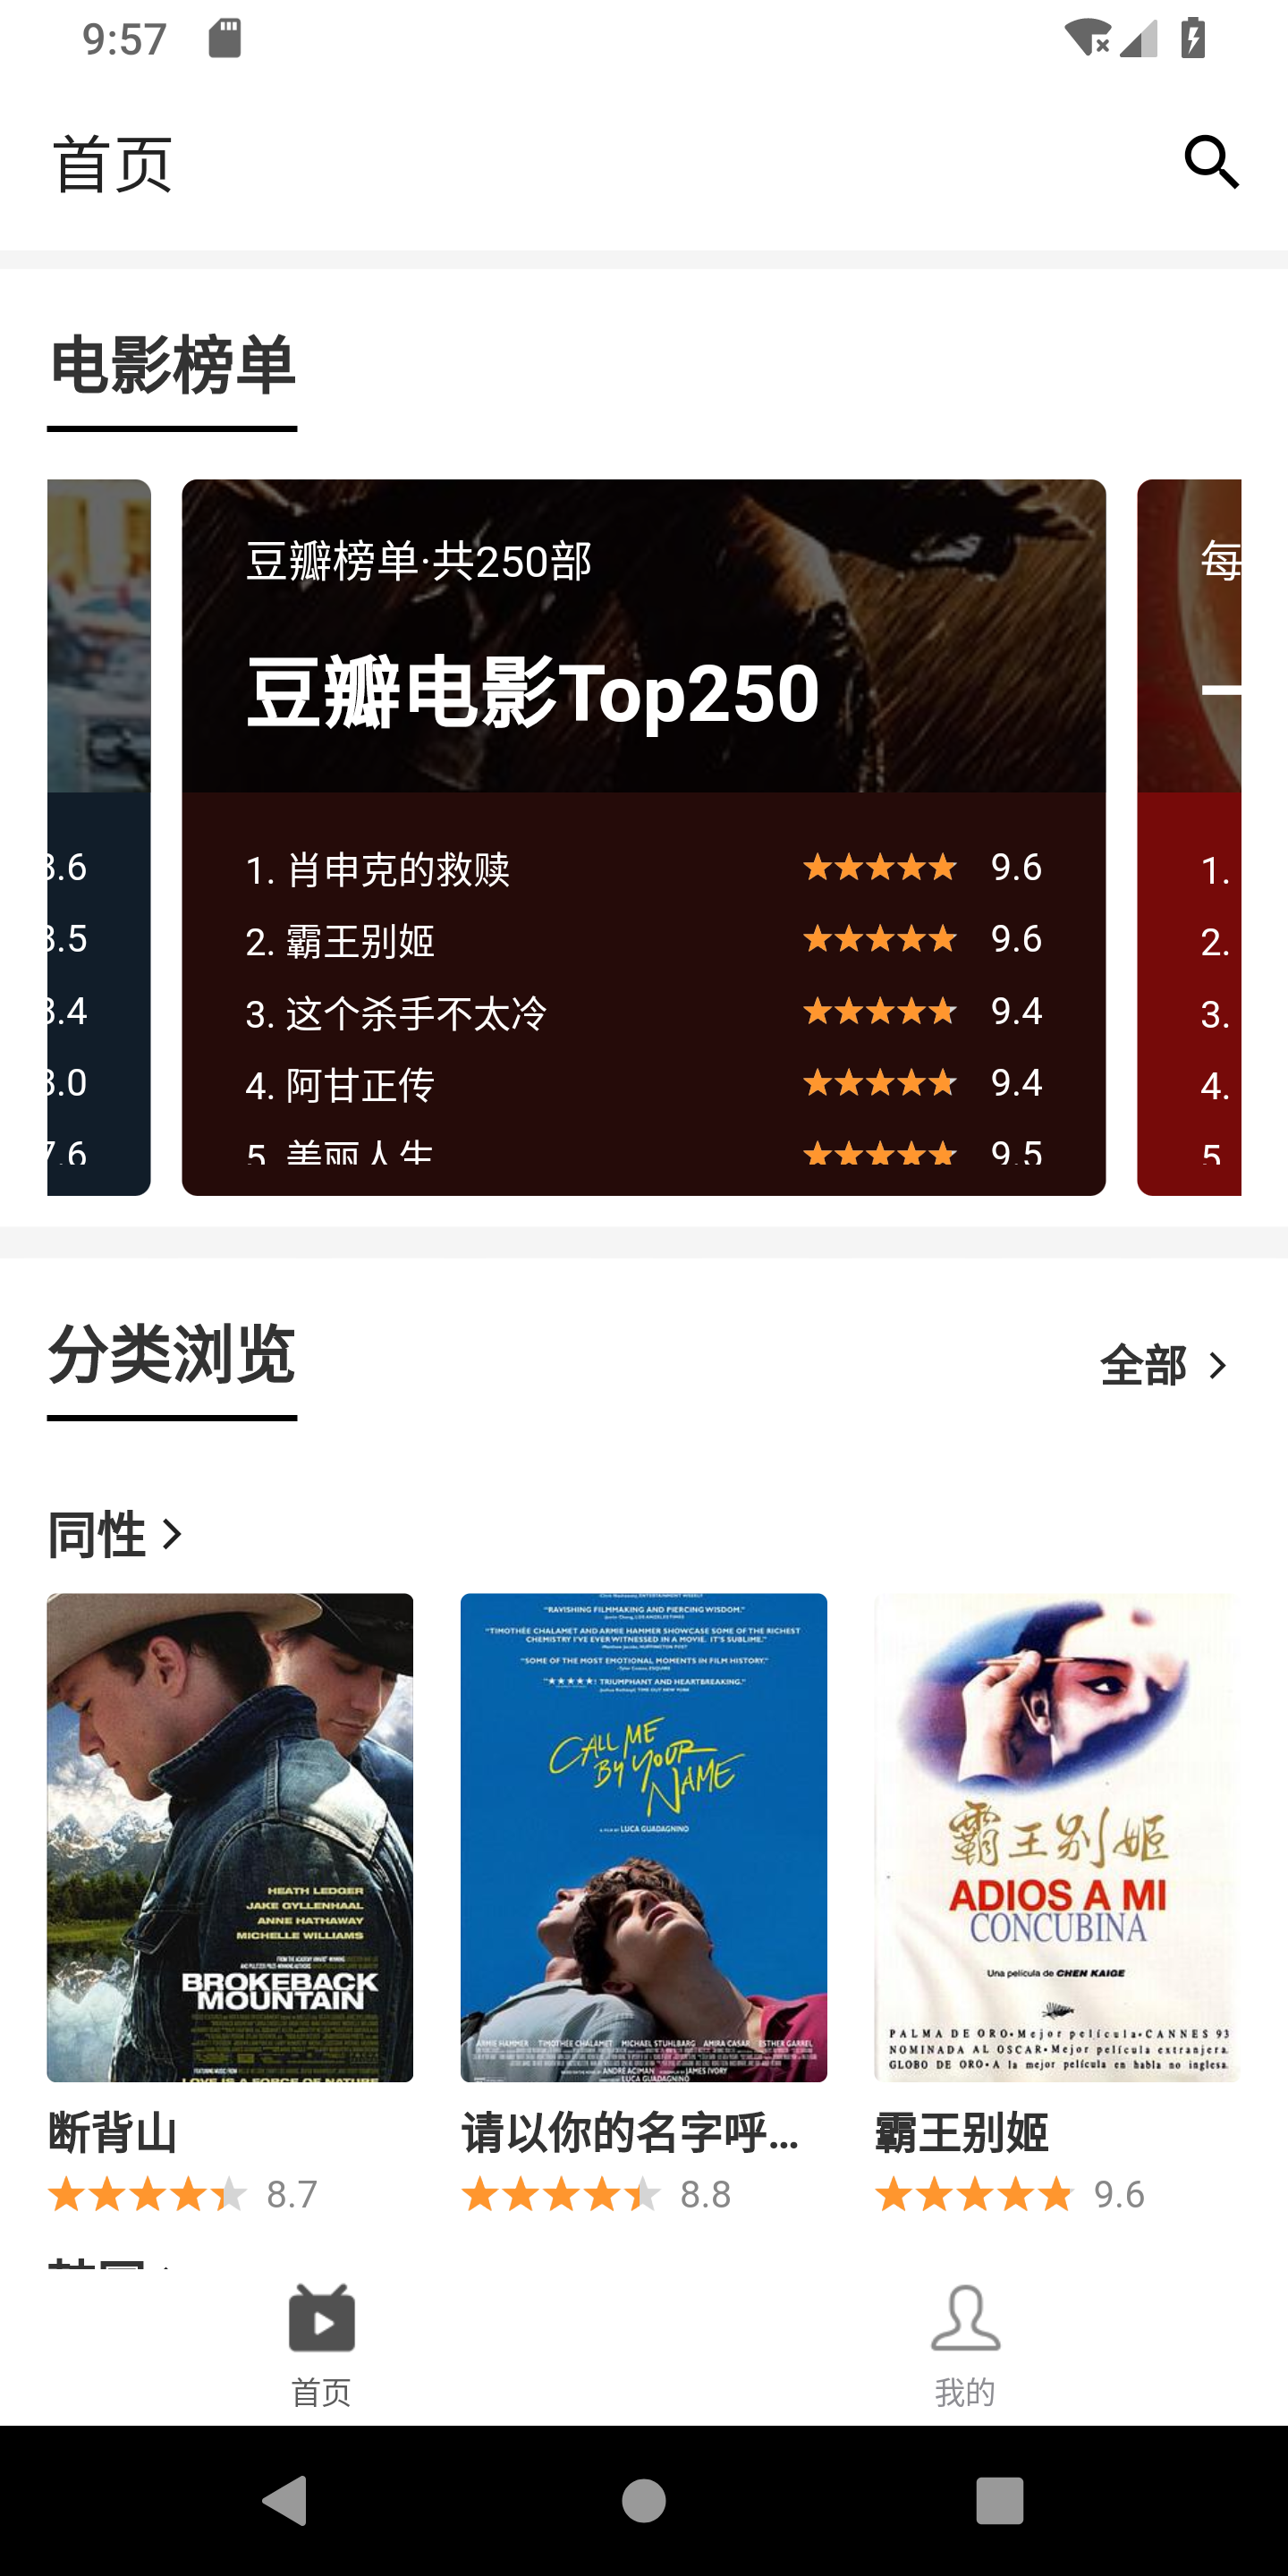 9:57
首页
电影榜单
豆瓣榜单·共250部
豆瓣电影Top250
每
一
8.6
8.5
8.4
8.0
7.6
1. 肖申克的救赎 9.6
2. 霸王别姬 9.6
3. 这个杀手不太冷 9.4
4. 阿甘正传 9.4
5. 美丽人生 9.5
1.
2.
3.
4.
5
分类浏览
全部
同性
HEATH LEDGER
JAKE GYLLENHAAL
ANNE HATHAWAY
MICHELLE WILLIAMS
BROKEBACK
MOUNTAIN
LOVE IS A FORCE OF NATURE
"RAVISHING FILMMAKING AND PIERCING WISDOM."
"TIMOTHÉE CHALAMET AND ARMIE HAMMER SHOWCASE SOME OF THE RICHEST
CHEMISTRY I'VE EVER WITNESSED IN A MOVIE. IT'S SUBLIME."
"SOME OF THE MOST EMOTIONAL MOMENTS IN FILM HISTORY."
"★★★★★! TRIUMPHANT AND HEARTBREAKING."
CALL ME
BY YOUR
NAME
A FILM BY LUCA GUADAGNINO
ARMIE HAMMER TIMOTHÉE CHALAMET MICHAEL STUHLBARG AMIRA CASAR ESTHER GARREL
霸王别姬
ADIOS A MI
CONCUBINA
Una película de CHEN KAIGE
PALMA DE ORO•Mejor película•CANNES 93
NOMINADA AL OSCAR•Mejor película extranjera.
GLOBO DE ORO•A la mejor película en habla no inglesa.
断背山
8.7
请以你的名字呼...
8.8
霸王别姬
9.6
首页
我的